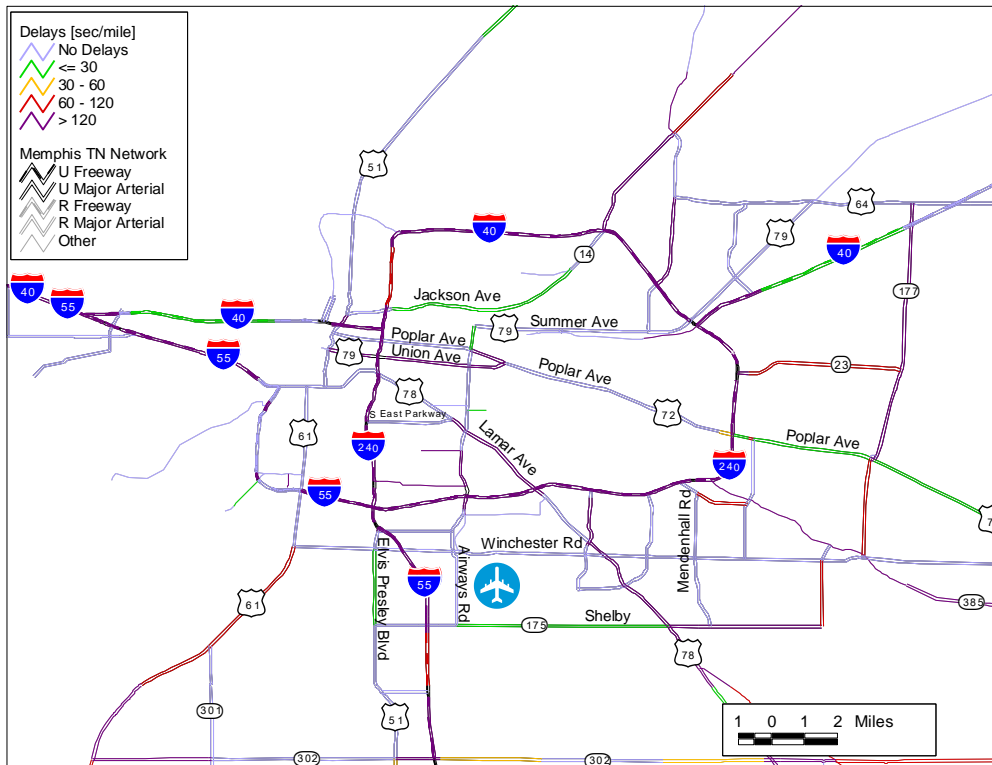 Delays [sec/mile]
No Delays
<= 30
30 - 60
60 - 120
> 120
Memphis TN Network
U Freeway
U Major Arterial
R Freeway
R Major Arterial
Other
51
40
64
79
14
40
40
55
177
Jackson Ave
40
79
Summer Ave
Poplar Ave
79
Union Ave
55
Poplar Ave
23
78
S East Parkway
72
61
Lamar Ave
Poplar Ave
240
240
55
7
Mendenhall Rd
Winchester Rd
Elvis Presley Blvd
Airways Rd
55
61
385
Shelby
175
78
301
51
1 0 1 2 Miles
302
302